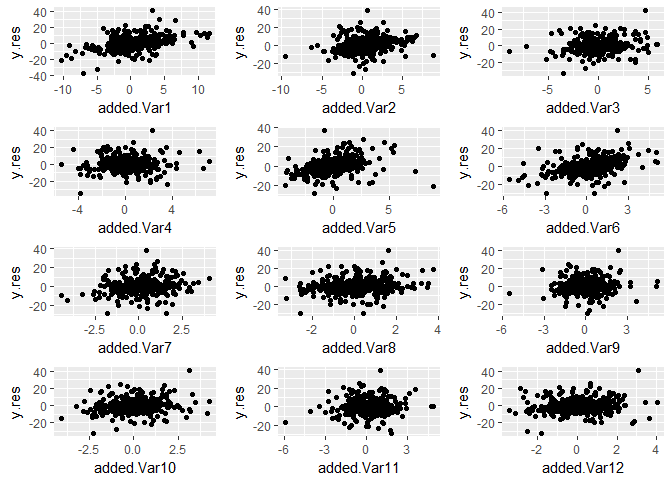 y.res 40 20 0 -20 -40 -10 -5 0 5 10 added.Var1
y.res 40 20 0 -20 -10 -5 0 5 added.Var2
y.res 40 20 0 -20 -5 0 5 added.Var3
y.res 40 20 0 -20 -4 0 4 added.Var4
y.res 40 20 0 -20 0 5 added.Var5
y.res 40 20 0 -20 -6 -3 0 3 added.Var6
y.res 40 20 0 -20 -2.5 0.0 2.5 added.Var7
y.res 40 20 0 -20 -2 0 2 4 added.Var8
y.res 40 20 0 -20 -6 -3 0 3 added.Var9
y.res 40 20 0 -20 -2.5 0.0 2.5 added.Var10
y.res 40 20 0 -20 -6 -3 0 3 added.Var11
y.res 40 20 0 -20 -2 0 2 4 added.Var12